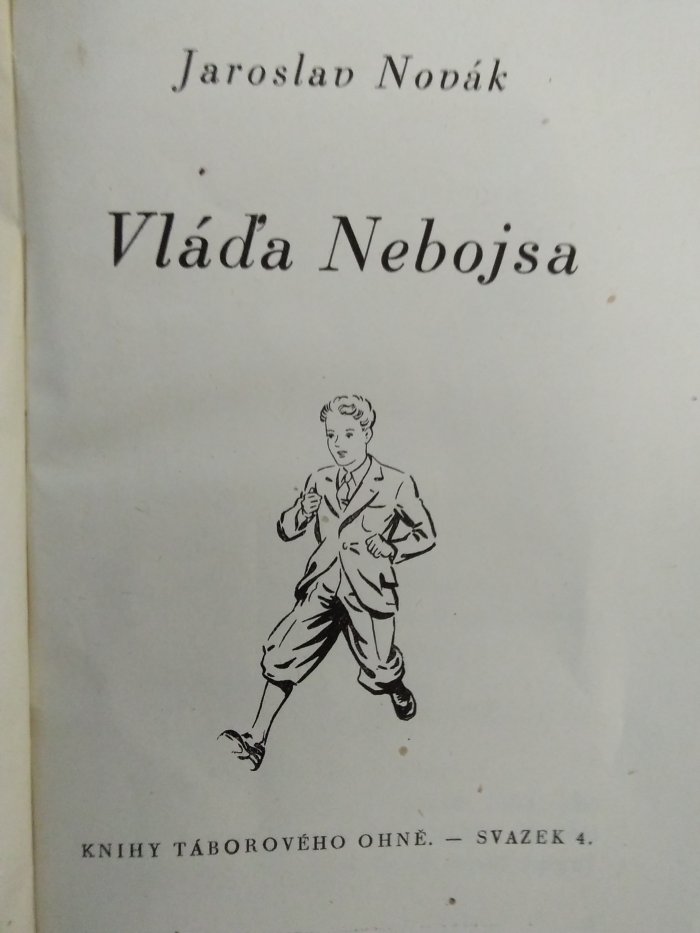 Jaroslav Novák
Vláďa Nebojsa
KNIHY TÁBOROVÉHO OHNĚ. — SVAZEK 4.